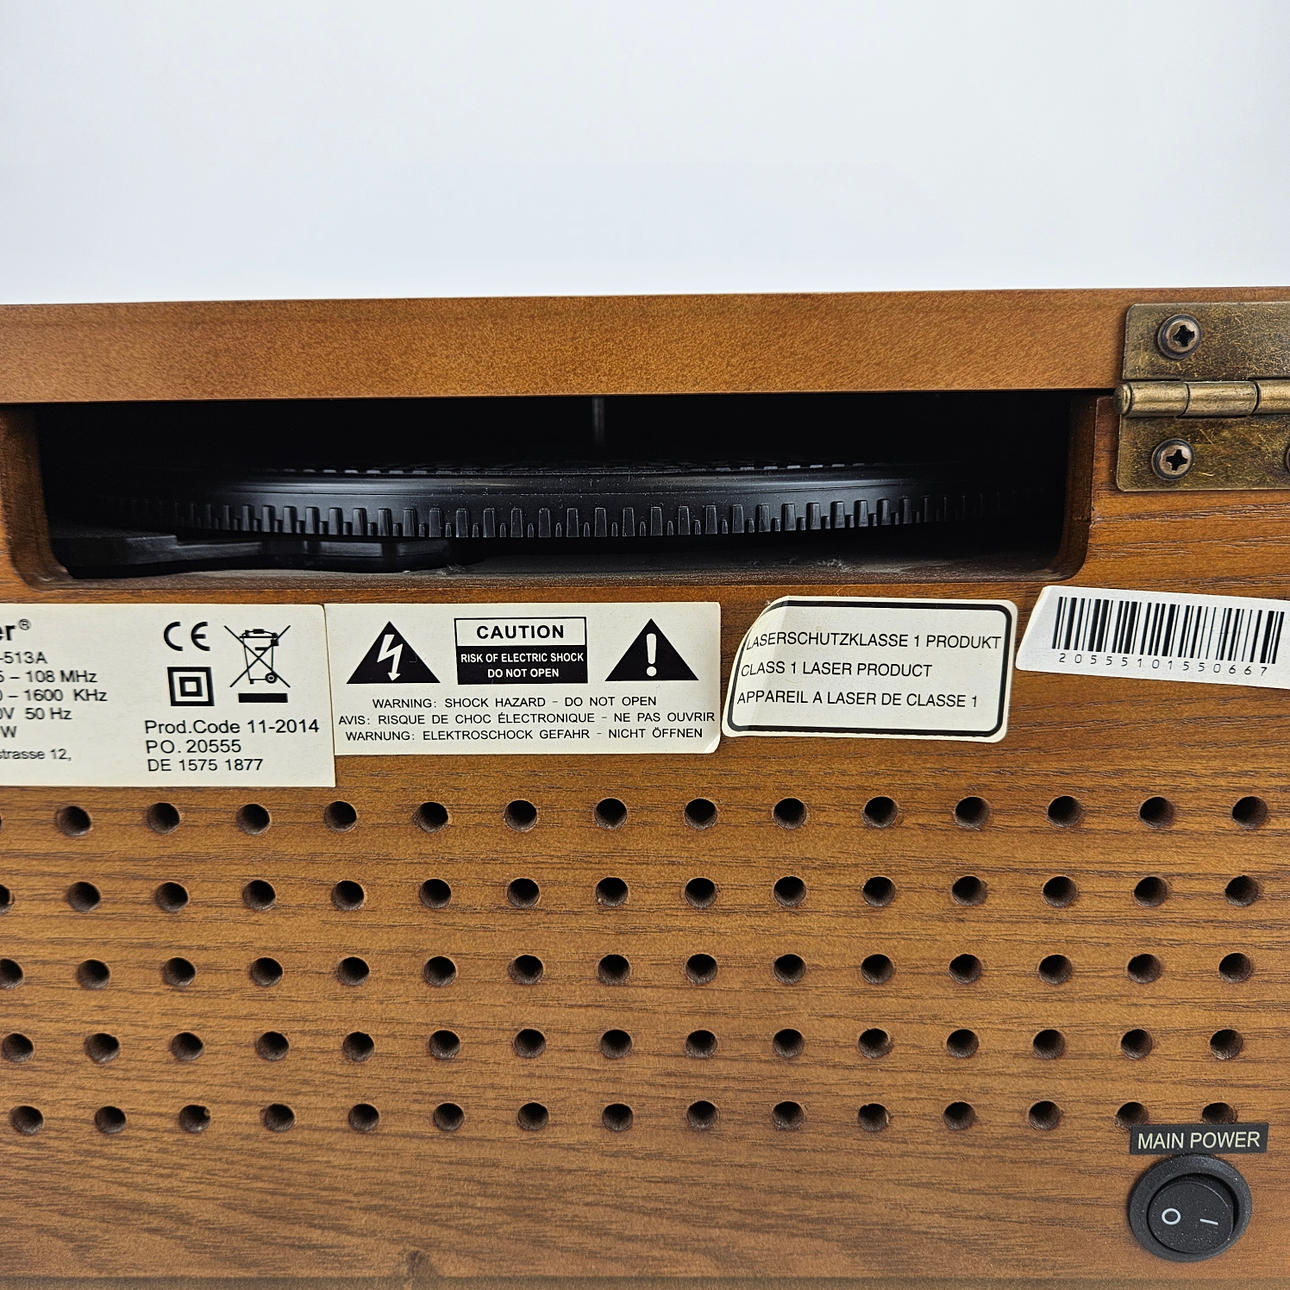 er®
-513A
5 – 108 MHz
0 – 1600 KHz
0V 50 Hz
W
strasse 12,
CE
Prod.Code 11-2014
PO. 20555
DE 1575 1877
CAUTION
RISK OF ELECTRIC SHOCK
DO NOT OPEN
WARNING: SHOCK HAZARD - DO NOT OPEN
AVIS: RISQUE DE CHOC ÉLECTRONIQUE - NE PAS OUVRIR
WARNUNG: ELEKTROSCHOCK GEFAHR - NICHT ÖFFNEN
LASERSCHUTZKLASSE 1 PRODUKT
CLASS 1 LASER PRODUCT
APPAREIL A LASER DE CLASSE 1
20555101550667
MAIN POWER
O I